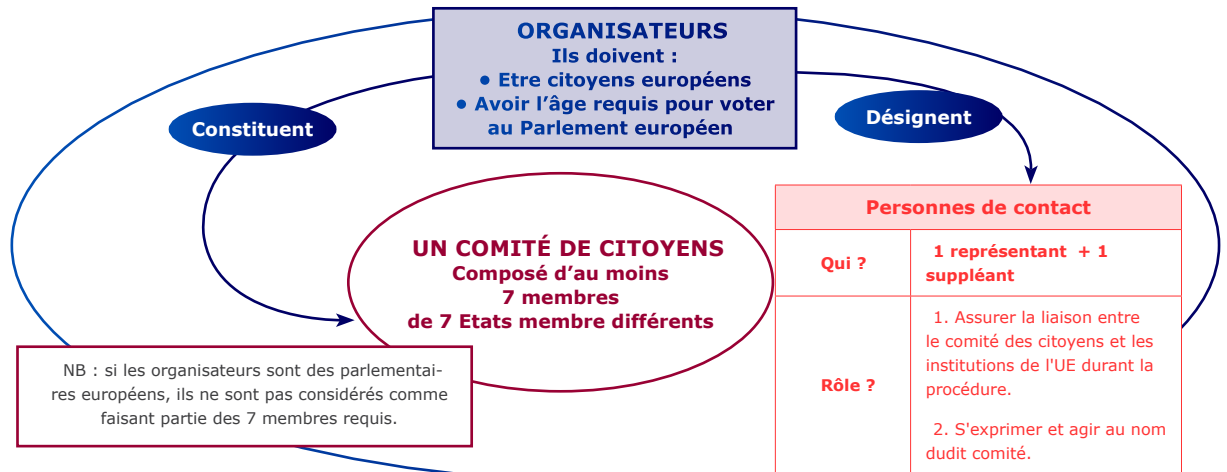 ORGANISATEURS
Ils doivent :
• Etre citoyens européens
• Avoir l'âge requis pour voter
au Parlement européen
Constituent
Désignent
UN COMITÉ DE CITOYENS
Composé d'au moins
7 membres
de 7 Etats membre différents
NB : si les organisateurs sont des parlementai-
res européens, ils ne sont pas considérés comme
faisant partie des 7 membres requis.
Personnes de contact
Qui ?
1 représentant + 1
suppléant
Rôle ?
1. Assurer la liaison entre
le comité des citoyens et les
institutions de l'UE durant la
procédure.
2. S'exprimer et agir au nom
dudit comité.